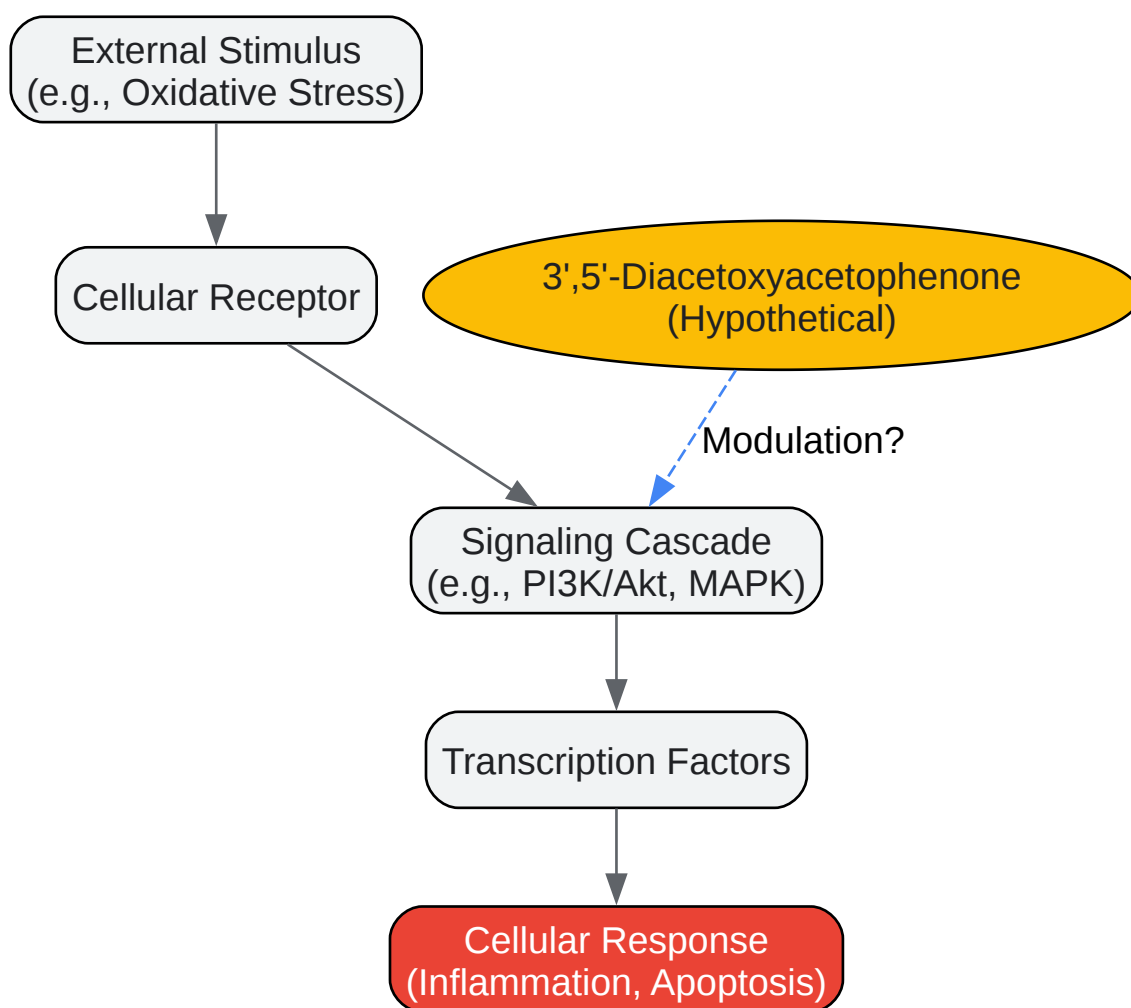 External Stimulus
(e.g., Oxidative Stress)
Cellular Receptor
3',5'-Diacetoxyacetophenone
(Hypothetical)
Modulation?
Signaling Cascade
(e.g., PI3K/Akt, MAPK)
Transcription Factors
Cellular Response
(Inflammation, Apoptosis)